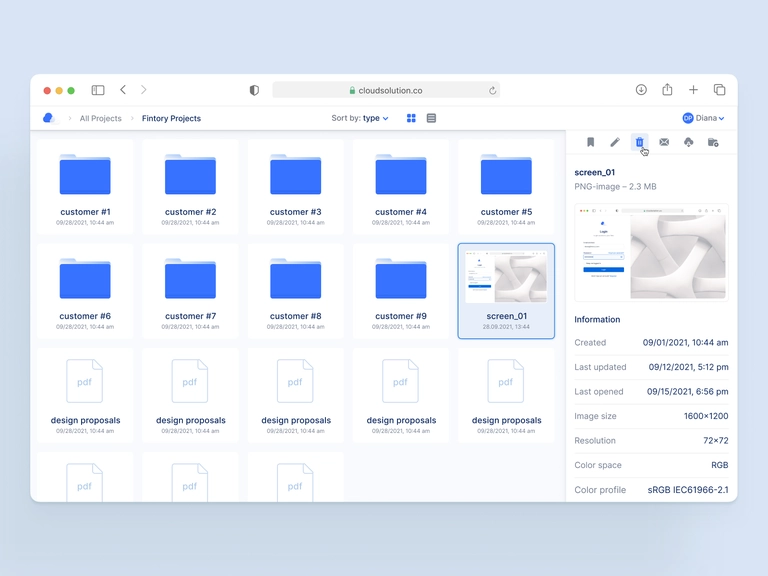 cloudsolution.co
All Projects
Fintory Projects
Sort by: type
DP Diana
customer #1
09/28/2021, 10:44 am
customer #2
09/28/2021, 10:44 am
customer #3
09/28/2021, 10:44 am
customer #4
09/28/2021, 10:44 am
customer #5
09/28/2021, 10:44 am
customer #6
09/28/2021, 10:44 am
customer #7
09/28/2021, 10:44 am
customer #8
09/28/2021, 10:44 am
customer #9
09/28/2021, 10:44 am
screen_01
28.09.2021, 13:44
pdf
design proposals
09/28/2021, 10:44 am
pdf
design proposals
09/28/2021, 10:44 am
pdf
design proposals
09/28/2021, 10:44 am
pdf
design proposals
09/28/2021, 10:44 am
pdf
design proposals
09/28/2021, 10:44 am
pdf
pdf
pdf
screen_01
PNG-image – 2.3 MB
Login
Information
Created 09/01/2021, 10:44 am
Last updated 09/12/2021, 5:12 pm
Last opened 09/15/2021, 6:56 pm
Image size 1600×1200
Resolution 72×72
Color space RGB
Color profile sRGB IEC61966-2.1